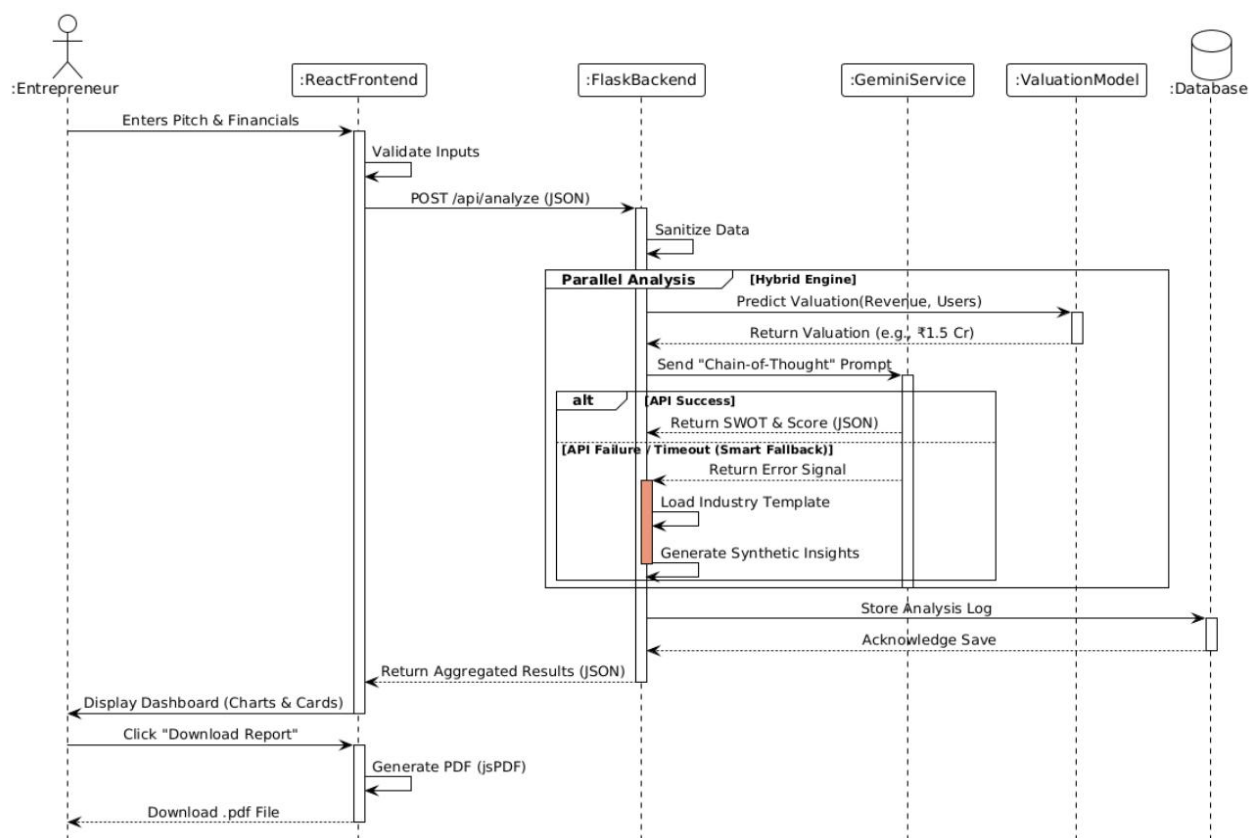 :Entrepreneur
:ReactFrontend
:FlaskBackend
:GeminiService
:ValuationModel
:Database
Enters Pitch & Financials
Validate Inputs
POST /api/analyze (JSON)
Sanitize Data
Parallel Analysis [Hybrid Engine]
Predict Valuation(Revenue, Users)
Return Valuation (e.g., ₹1.5 Cr)
Send "Chain-of-Thought" Prompt
alt [API Success]
Return SWOT & Score (JSON)
[API Failure / Timeout (Smart Fallback)]
Return Error Signal
Load Industry Template
Generate Synthetic Insights
Store Analysis Log
Acknowledge Save
Return Aggregated Results (JSON)
Display Dashboard (Charts & Cards)
Click "Download Report"
Generate PDF (jsPDF)
Download .pdf File